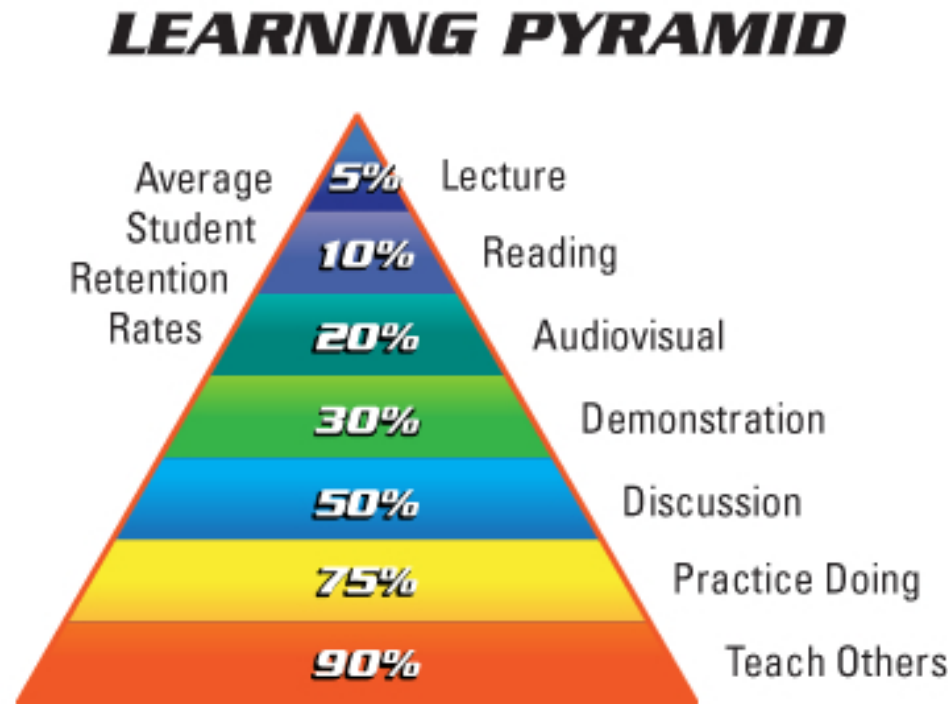 LEARNING PYRAMID
Average
Student
Retention
Rates
5% Lecture
10% Reading
20% Audiovisual
30% Demonstration
50% Discussion
75% Practice Doing
90% Teach Others